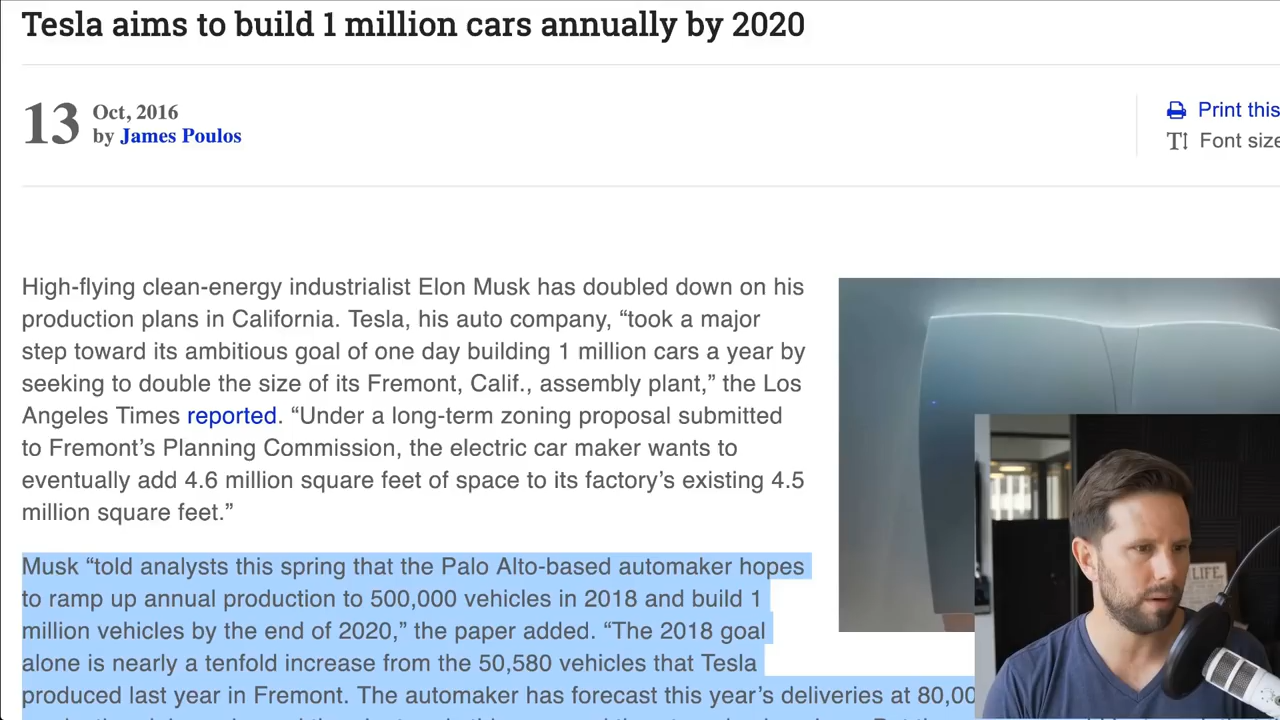 Tesla aims to build 1 million cars annually by 2020
13
Oct, 2016
by James Poulos
Print this
Font size
High-flying clean-energy industrialist Elon Musk has doubled down on his
production plans in California. Tesla, his auto company, “took a major
step toward its ambitious goal of one day building 1 million cars a year by
seeking to double the size of its Fremont, Calif., assembly plant,” the Los
Angeles Times reported. “Under a long-term zoning proposal submitted
to Fremont’s Planning Commission, the electric car maker wants to
eventually add 4.6 million square feet of space to its factory’s existing 4.5
million square feet.”
Musk “told analysts this spring that the Palo Alto-based automaker hopes
to ramp up annual production to 500,000 vehicles in 2018 and build 1
million vehicles by the end of 2020,” the paper added. “The 2018 goal
alone is nearly a tenfold increase from the 50,580 vehicles that Tesla
produced last year in Fremont. The automaker has forecast this year’s deliveries at 80,00
LIFE